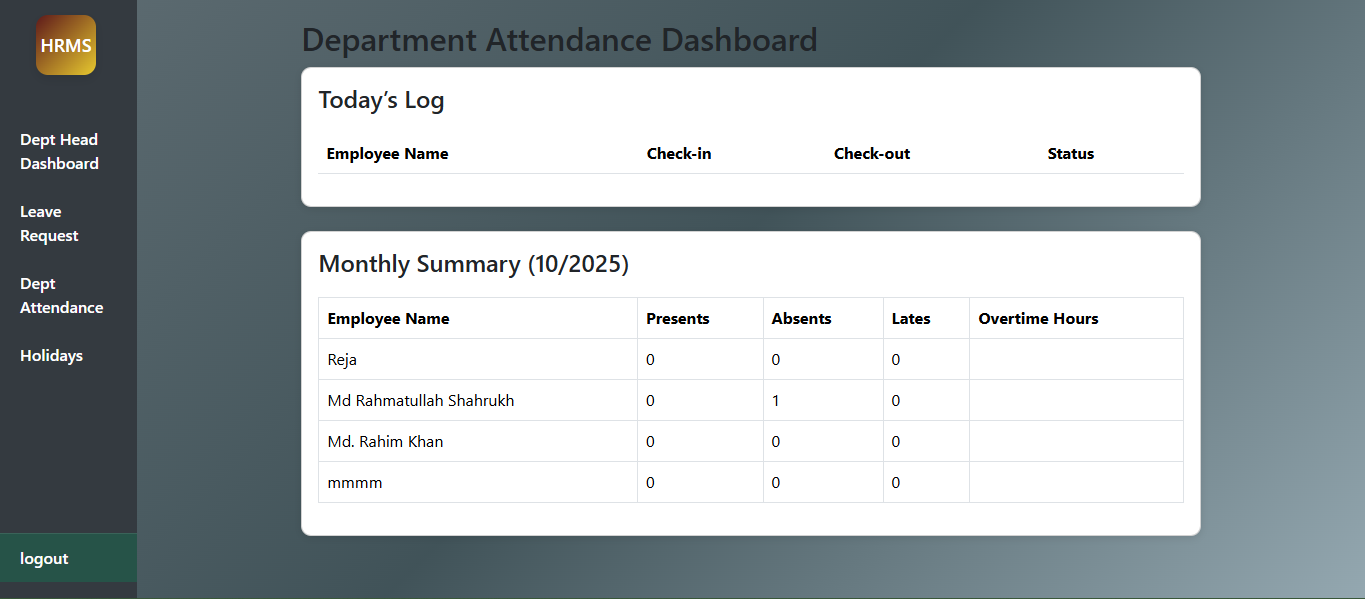 HRMS
Dept Head
Dashboard
Leave
Request
Dept
Attendance
Holidays
logout
Department Attendance Dashboard
Today’s Log
Employee Name Check-in Check-out Status
Monthly Summary (10/2025)
Employee Name Presents Absents Lates Overtime Hours
Reja 0 0 0
Md Rahmatullah Shahrukh 0 1 0
Md. Rahim Khan 0 0 0
mmmm 0 0 0